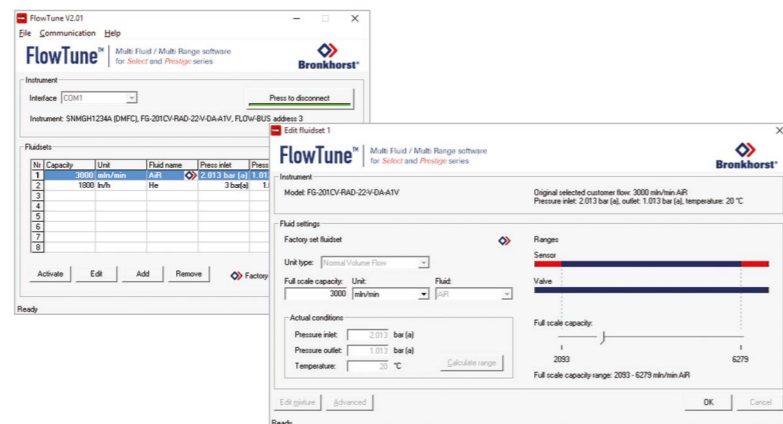 FlowTune V2.01
File Communication Help
FlowTune™ Multi Fluid / Multi Range software
for Select and Prestige series
Bronkhorst®
Instrument
Interface COM1 Press to disconnect
Instrument: SNMGH1234A (DMFC), FG-201CV-RAD-22-V-DA-A1V, FLOW-BUS address 3
Fluidsets
Nr Capacity Unit Fluid name Press inlet Press
1 3000 mln/min AiR 2.013 bar (a) 1.01
2 1800 ln/h He 3 bar(a) 1.
3
4
5
6
7
8
Activate Edit Add Remove Factory
Ready
Edit fluidset 1
FlowTune™ Multi Fluid / Multi Range software
for Select and Prestige series
Bronkhorst®
Instrument
Model: FG-201CV-RAD-22-V-DA-A1V
Original selected customer flow: 3000 mln/min AiR
Pressure inlet: 2.013 bar (a), outlet: 1.013 bar (a), temperature: 20 °C
Fluid settings
Factory set fluidset
Unit type: Normal Volume Flow
Full scale capacity: Unit: Fluid:
3000 mln/min AiR
Actual conditions
Pressure inlet: 2.013 bar (a)
Pressure outlet: 1.013 bar (a)
Temperature: 20 °C
Calculate range
Ranges
Sensor
Valve
Full scale capacity:
2093 6279
Full scale capacity range: 2093 - 6279 mln/min AiR
Edit mixture Advanced OK Cancel
Ready